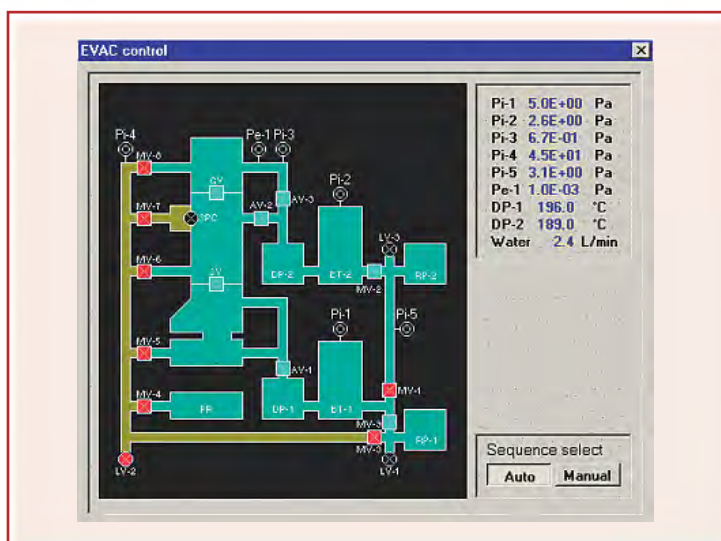 EVAC control
Pi-4
Pe-1
Pi-3
MV-8
GV
Pi-2
AV-3
MV-7
SPC
AV-2
LV-3
MV-6
GV
DP-2
BT-2
RP-2
MV-2
Pi-1
Pi-5
MV-5
AV-1
MV-4
FR
DP-1
BT-1
MV-1
MV-3
RP-1
LV-2
LV-1
Pi-1 5.0E+00 Pa
Pi-2 2.6E+00 Pa
Pi-3 6.7E-01 Pa
Pi-4 4.5E+01 Pa
Pi-5 3.1E+00 Pa
Pe-1 1.0E-03 Pa
DP-1 196.0 °C
DP-2 189.0 °C
Water 2.4 L/min
Sequence select
Auto Manual